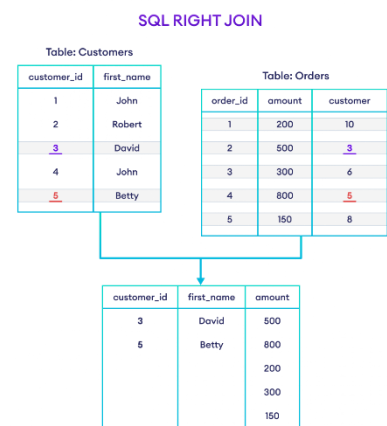 SQL RIGHT JOIN
Table: Customers
customer_id first_name
1 John
2 Robert
3 David
4 John
5 Betty
Table: Orders
order_id amount customer
1 200 10
2 500 3
3 300 6
4 800 5
5 150 8
customer_id first_name amount
3 David 500
5 Betty 800
200
300
150